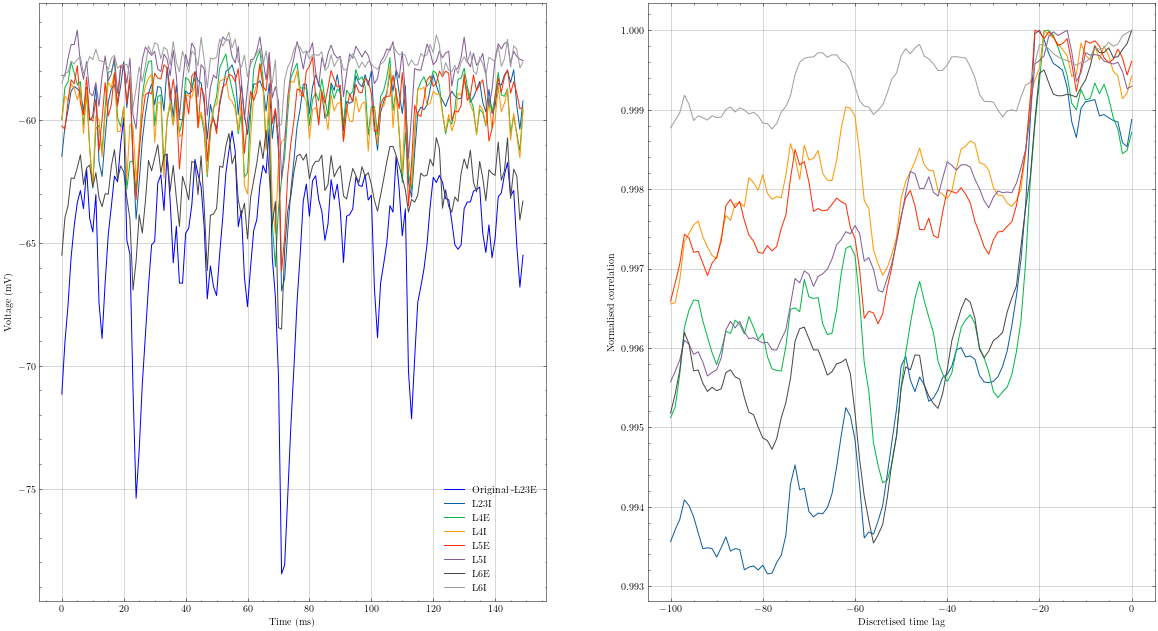 Voltage (mV)
−60
−65
−70
−75
0
20
40
60
80
100
120
140
Time (ms)
Original -L23E
L23I
L4E
L4I
L5E
L5I
L6E
L6I
Normalised correlation
1.000
0.999
0.998
0.997
0.996
0.995
0.994
0.993
−100
−80
−60
−40
−20
0
Discretised time lag